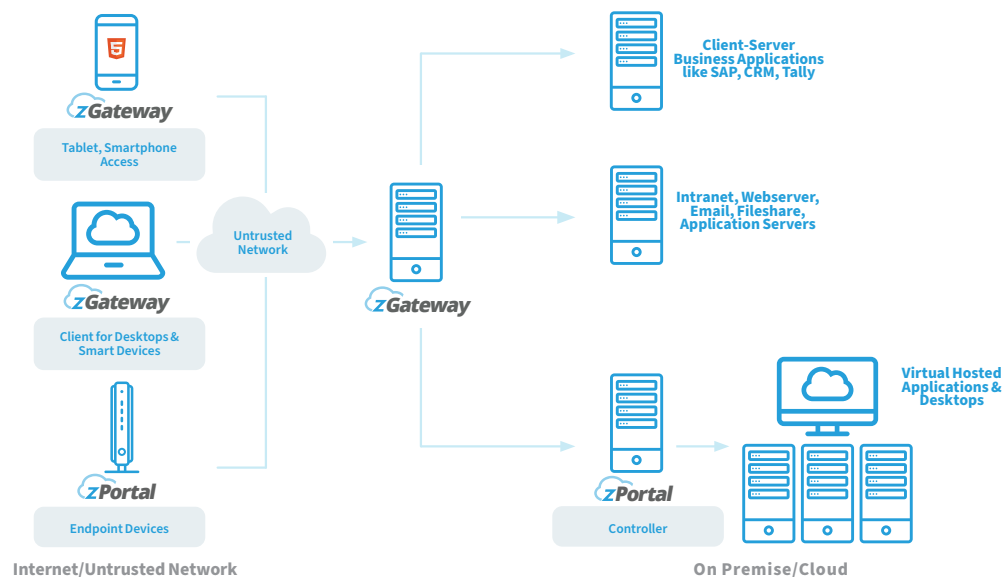 5
zGateway
Tablet, Smartphone
Access
zGateway
Client for Desktops &
Smart Devices
zPortal
Endpoint Devices
Internet/Untrusted Network
Untrusted
Network
zGateway
Client-Server
Business Applications
like SAP, CRM, Tally
Intranet, Webserver,
Email, Fileshare,
Application Servers
zPortal
Controller
Virtual Hosted
Applications &
Desktops
On Premise/Cloud